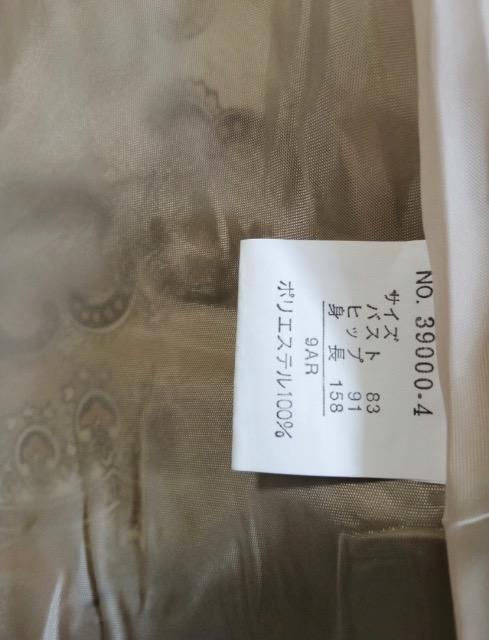 NO. 39000-4
サイズ
バスト 83
ヒップ 91
身長 158
9AR
ポリエステル100%